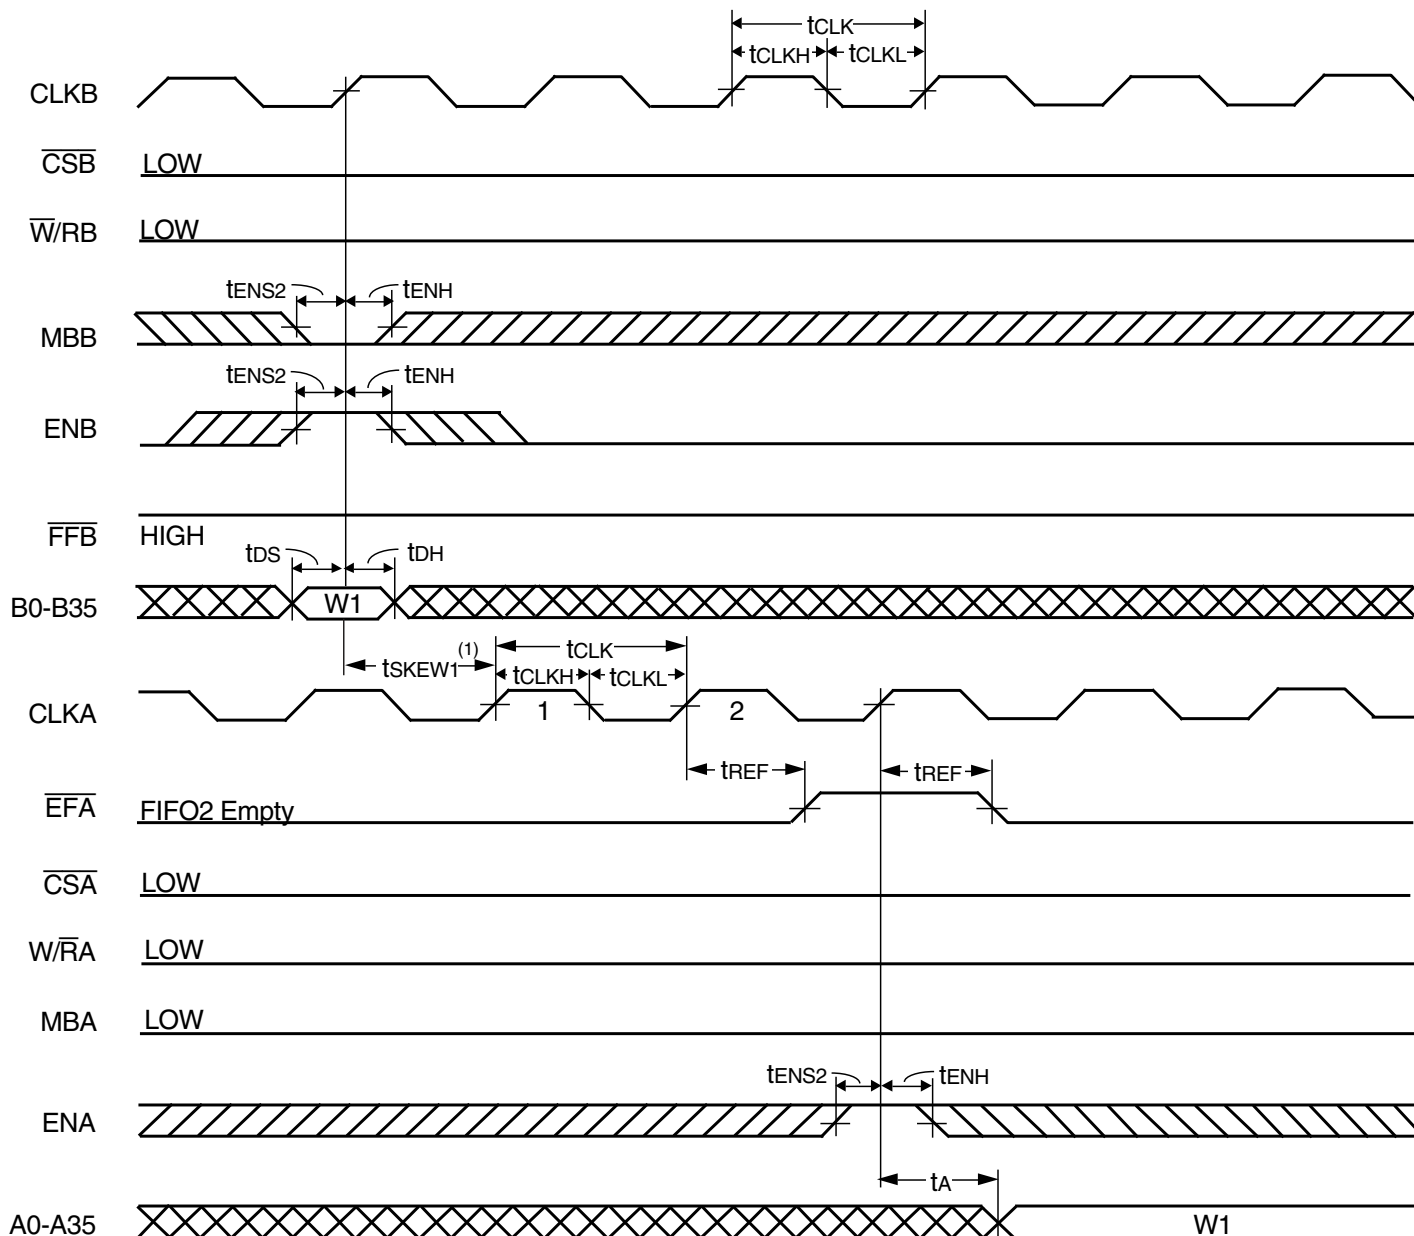 tCLK
tCLKH tCLKL
CLKB
CSB LOW
W/RB LOW
tENS2 tENH
MBB
tENS2 tENH
ENB
FFB HIGH
tDS tDH
B0-B35 W1
tSKEW1(1) tCLK
tCLKH tCLKL
CLKA 1 2
tREF tREF
EFA FIFO2 Empty
CSA LOW
W/RA LOW
MBA LOW
tENS2 tENH
ENA
tA
A0-A35 W1